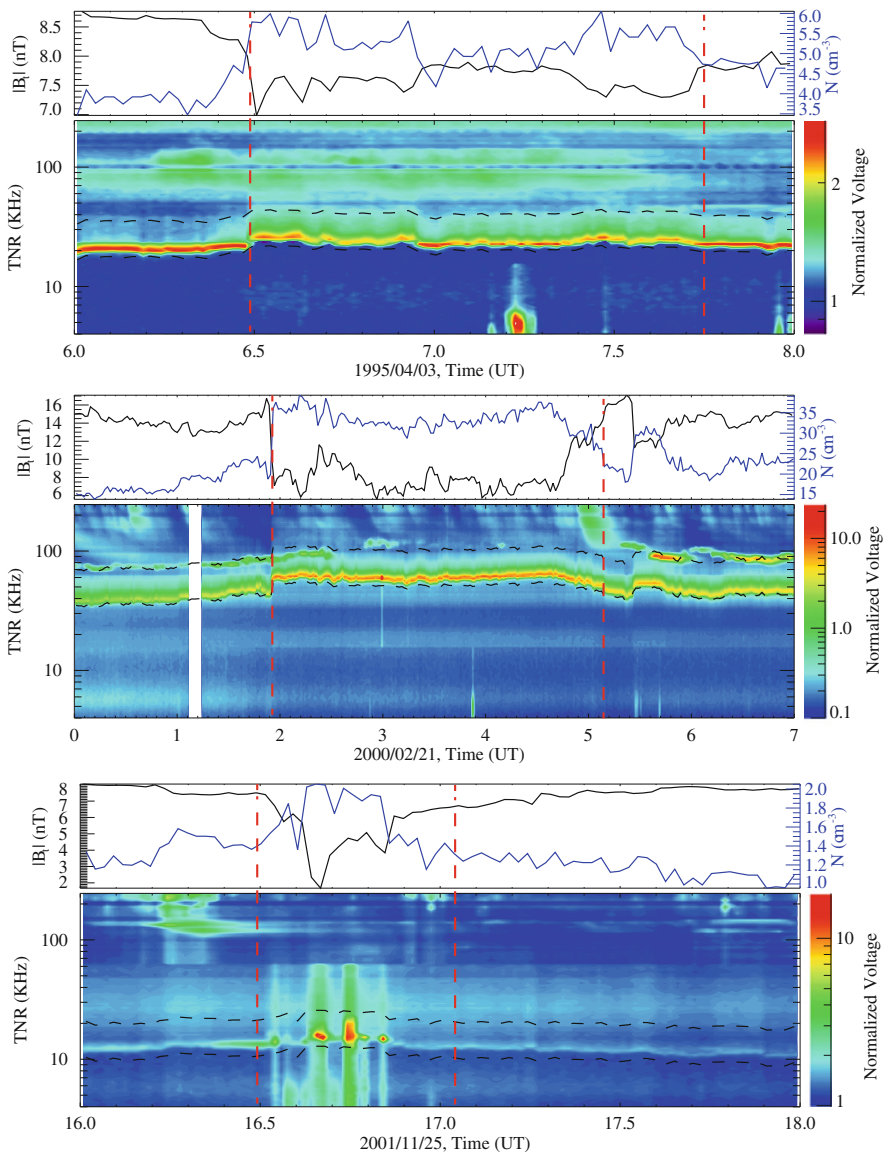 8.5
8.0
7.5
7.0
|B| (nT)
6.0
5.5
5.0
4.5
4.0
3.5
N (cm⁻³)
100
10
TNR (KHz)
2
1
Normalized Voltage
6.0 6.5 7.0 7.5 8.0
1995/04/03, Time (UT)
16
14
12
10
8
6
|B| (nT)
35
30
25
20
15
N (cm⁻³)
100
10
TNR (KHz)
10.0
1.0
0.1
Normalized Voltage
0 1 2 3 4 5 6 7
2000/02/21, Time (UT)
8
7
6
5
4
3
2
|B| (nT)
2.0
1.8
1.6
1.4
1.2
1.0
N (cm⁻³)
100
10
TNR (KHz)
10
1
Normalized Voltage
16.0 16.5 17.0 17.5 18.0
2001/11/25, Time (UT)